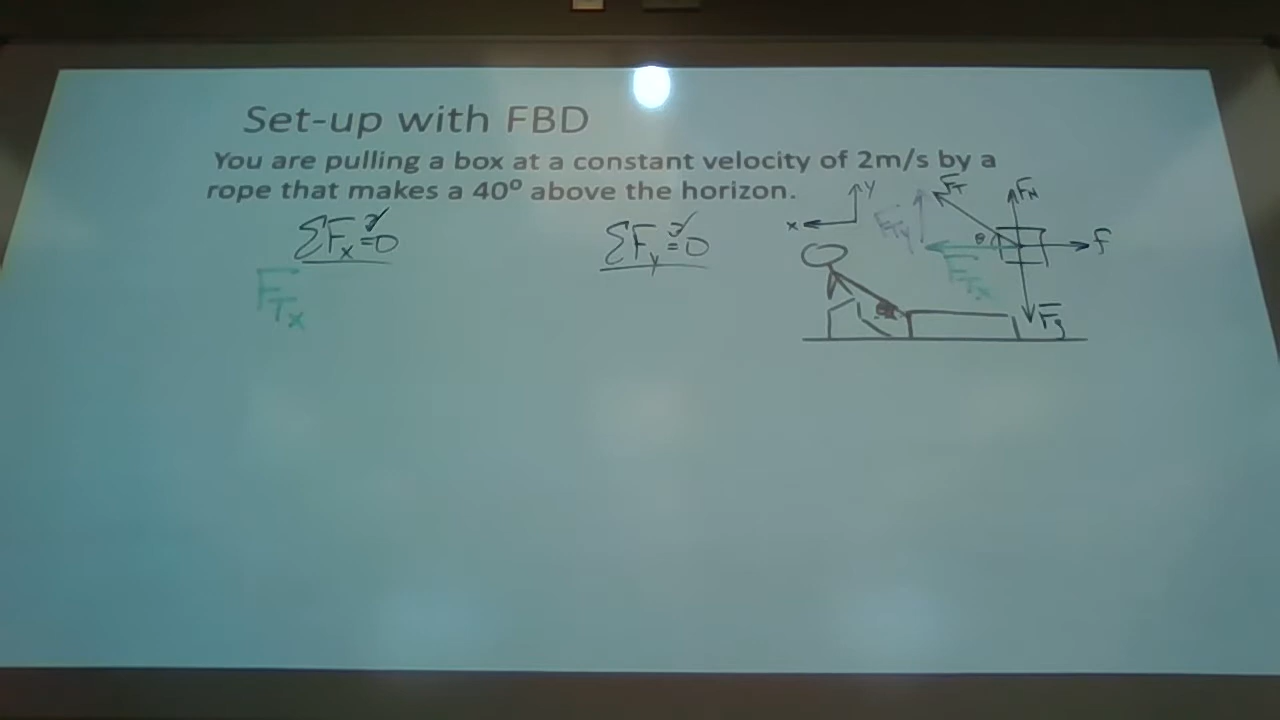 Set-up with FBD
You are pulling a box at a constant velocity of 2m/s by a
rope that makes a 40º above the horizon.
ΣFx=0
ΣFy=0
FTx
y
x
FT
FN
FTy
θ
f
FTx
Fg
θ